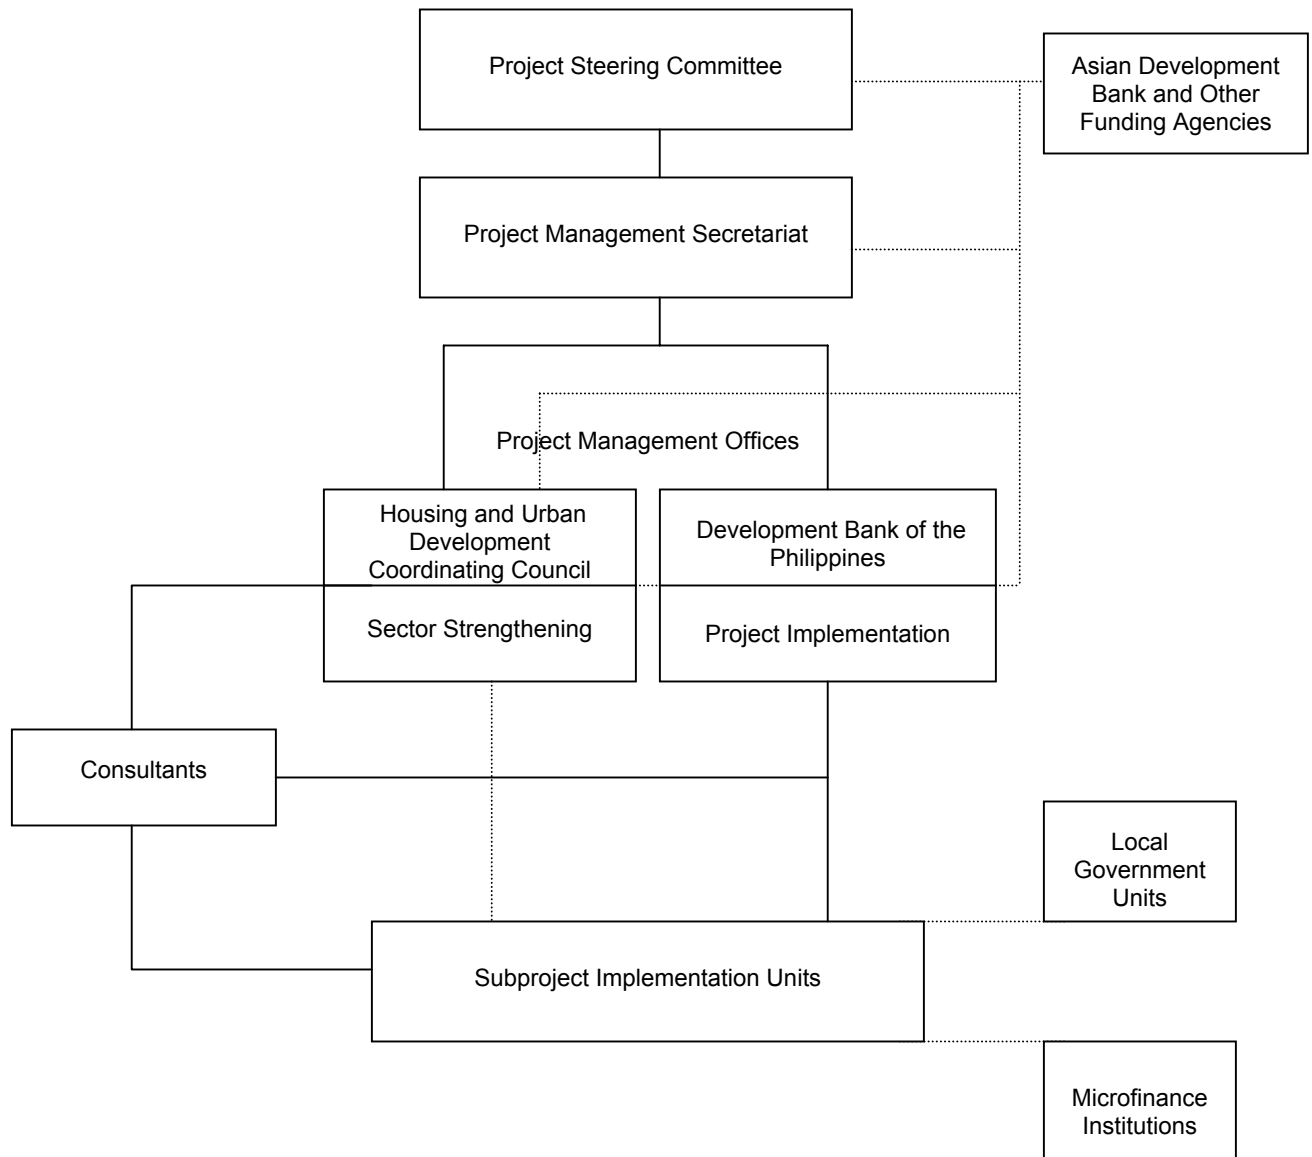 Project Steering Committee
Asian Development
Bank and Other
Funding Agencies
Project Management Secretariat
Project Management Offices
Housing and Urban
Development
Coordinating Council
Development Bank of the
Philippines
Sector Strengthening
Project Implementation
Consultants
Local
Government
Units
Subproject Implementation Units
Microfinance
Institutions